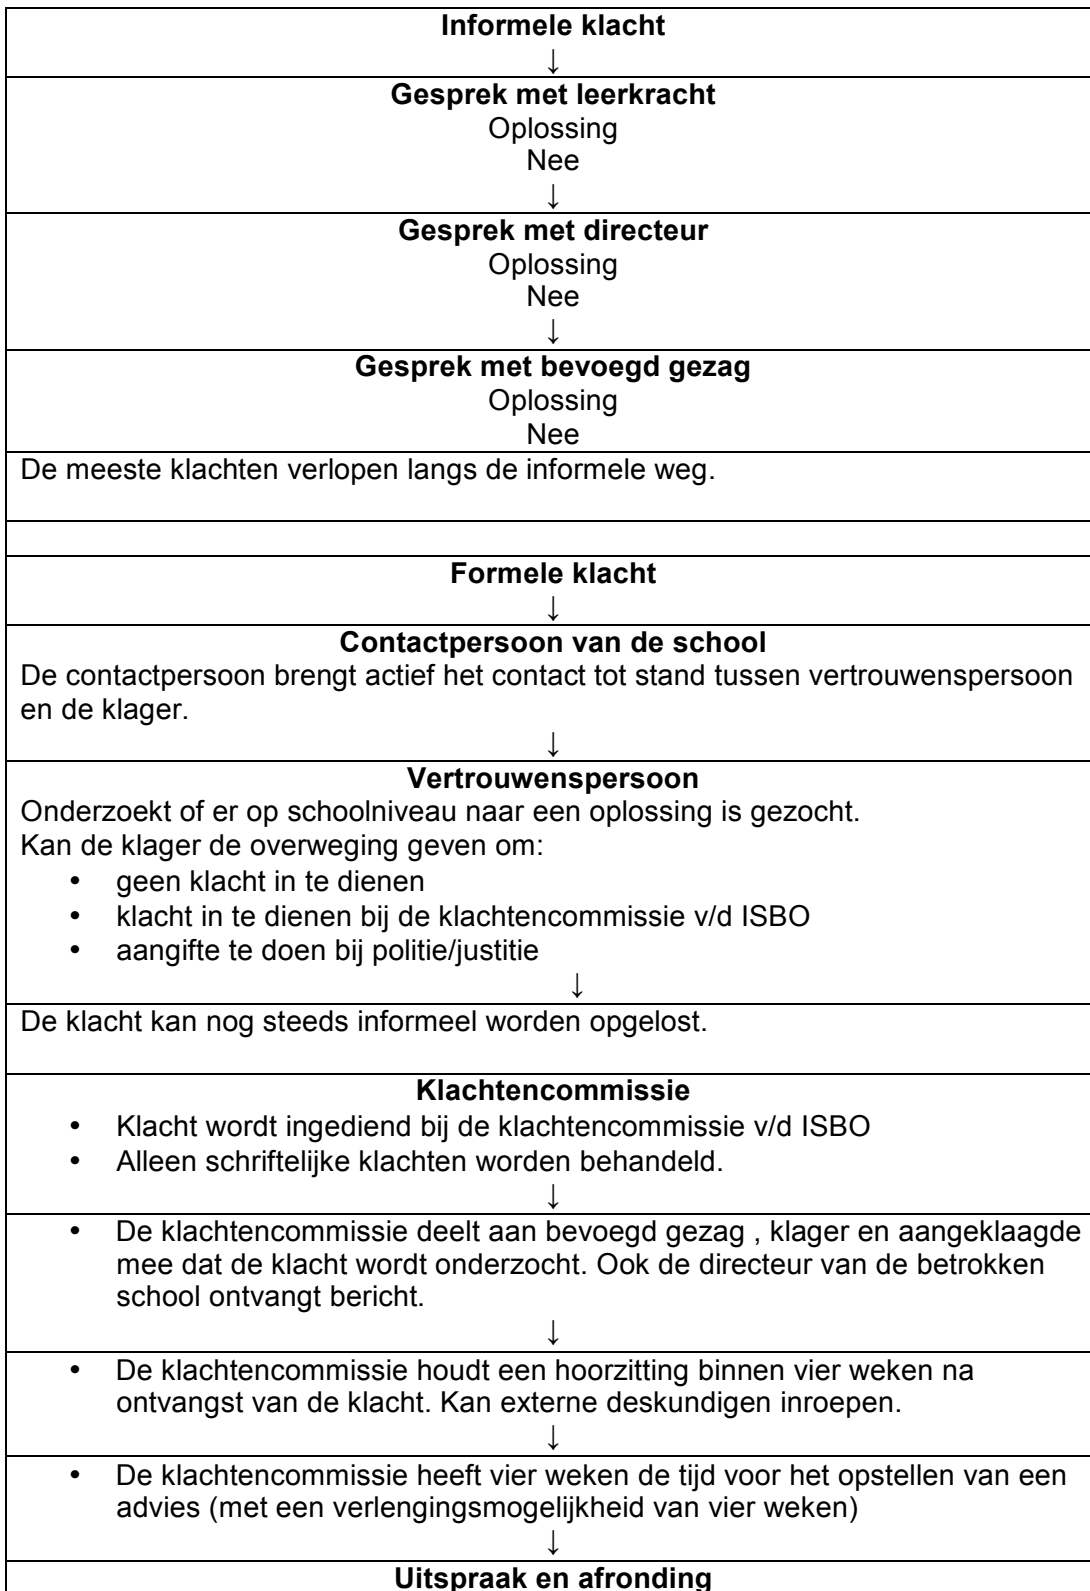 Informele klacht
↓
Gesprek met leerkracht
Oplossing
Nee
↓
Gesprek met directeur
Oplossing
Nee
↓
Gesprek met bevoegd gezag
Oplossing
Nee
De meeste klachten verlopen langs de informele weg.
Formele klacht
↓
Contactpersoon van de school
De contactpersoon brengt actief het contact tot stand tussen vertrouwenspersoon
en de klager.
↓
Vertrouwenspersoon
Onderzoekt of er op schoolniveau naar een oplossing is gezocht.
Kan de klager de overweging geven om:
• geen klacht in te dienen
• klacht in te dienen bij de klachtencommissie v/d ISBO
• aangifte te doen bij politie/justitie
↓
De klacht kan nog steeds informeel worden opgelost.
Klachtencommissie
• Klacht wordt ingediend bij de klachtencommissie v/d ISBO
• Alleen schriftelijke klachten worden behandeld.
↓
• De klachtencommissie deelt aan bevoegd gezag , klager en aangeklaagde
mee dat de klacht wordt onderzocht. Ook de directeur van de betrokken
school ontvangt bericht.
↓
• De klachtencommissie houdt een hoorzitting binnen vier weken na
ontvangst van de klacht. Kan externe deskundigen inroepen.
↓
• De klachtencommissie heeft vier weken de tijd voor het opstellen van een
advies (met een verlengingsmogelijkheid van vier weken)
↓
Uitspraak en afronding